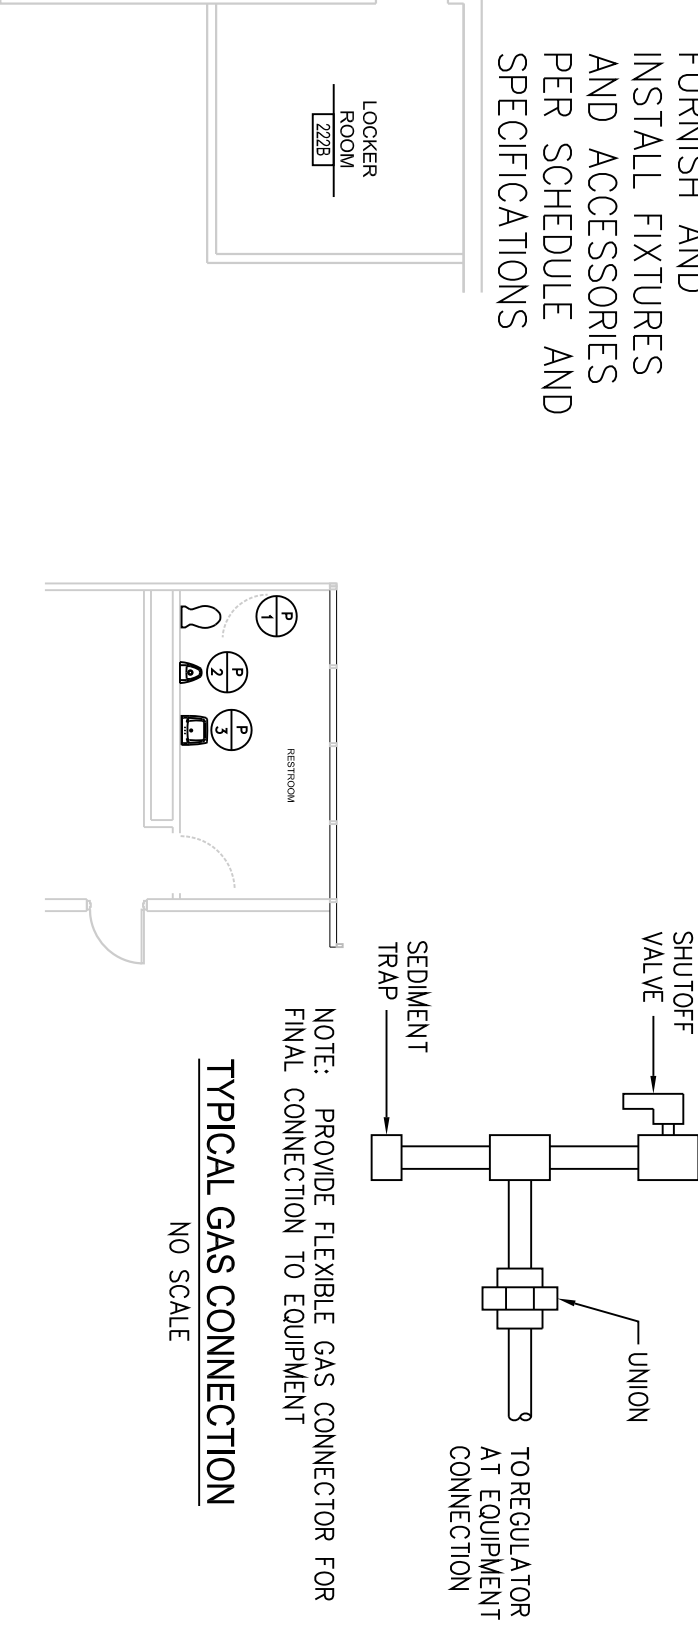 FURNISH AND
INSTALL FIXTURES
AND ACCESSORIES
PER SCHEDULE AND
SPECIFICATIONS
LOCKER
ROOM
222B
P
1
P
2
P
3
RESTROOM
SHUTOFF
VALVE
SEDIMENT
TRAP
UNION
TO REGULATOR
AT EQUIPMENT
CONNECTION
NOTE: PROVIDE FLEXIBLE GAS CONNECTOR FOR
FINAL CONNECTION TO EQUIPMENT
TYPICAL GAS CONNECTION
NO SCALE